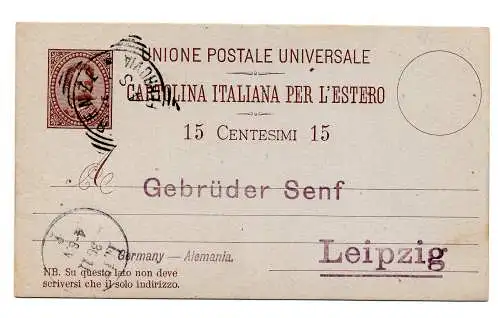 UNIONE POSTALE UNIVERSALE
CARTOLINA ITALIANA PER L'ESTERO
15 CENTESIMI 15
Gebrüder Senf
Germany — Alemania.
Leipzig
NB. Su questo lato non deve
scriversi che il solo indirizzo.